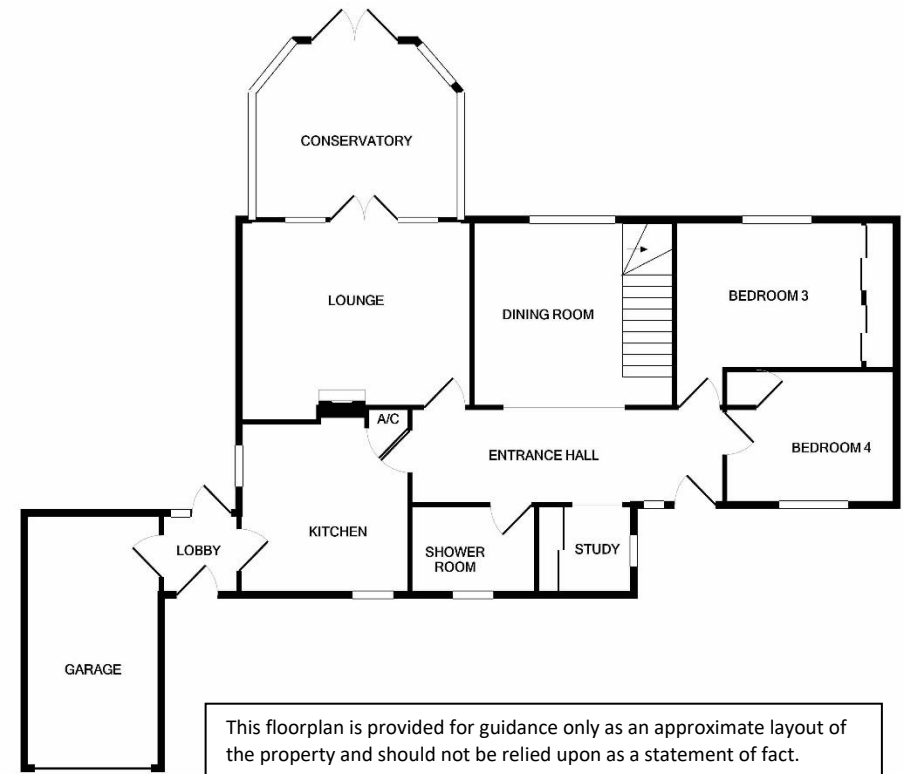 CONSERVATORY
LOUNGE
DINING ROOM
BEDROOM 3
A/C
BEDROOM 4
ENTRANCE HALL
KITCHEN
LOBBY
SHOWER
ROOM
STUDY
GARAGE
This floorplan is provided for guidance only as an approximate layout of
the property and should not be relied upon as a statement of fact.